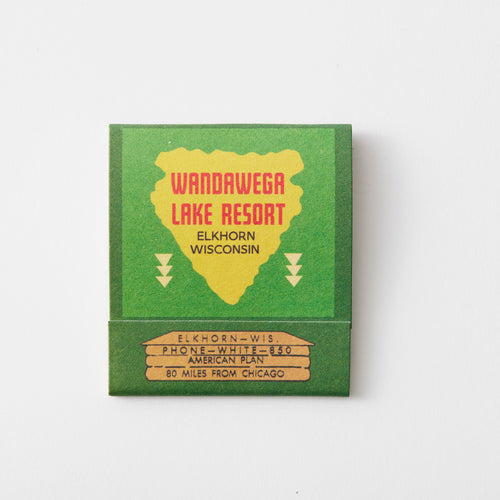 WANDAWEGA
LAKE RESORT
ELKHORN
WISCONSIN
ELKHORN–WIS.
PHONE–WHITE–850
AMERICAN PLAN
80 MILES FROM CHICAGO